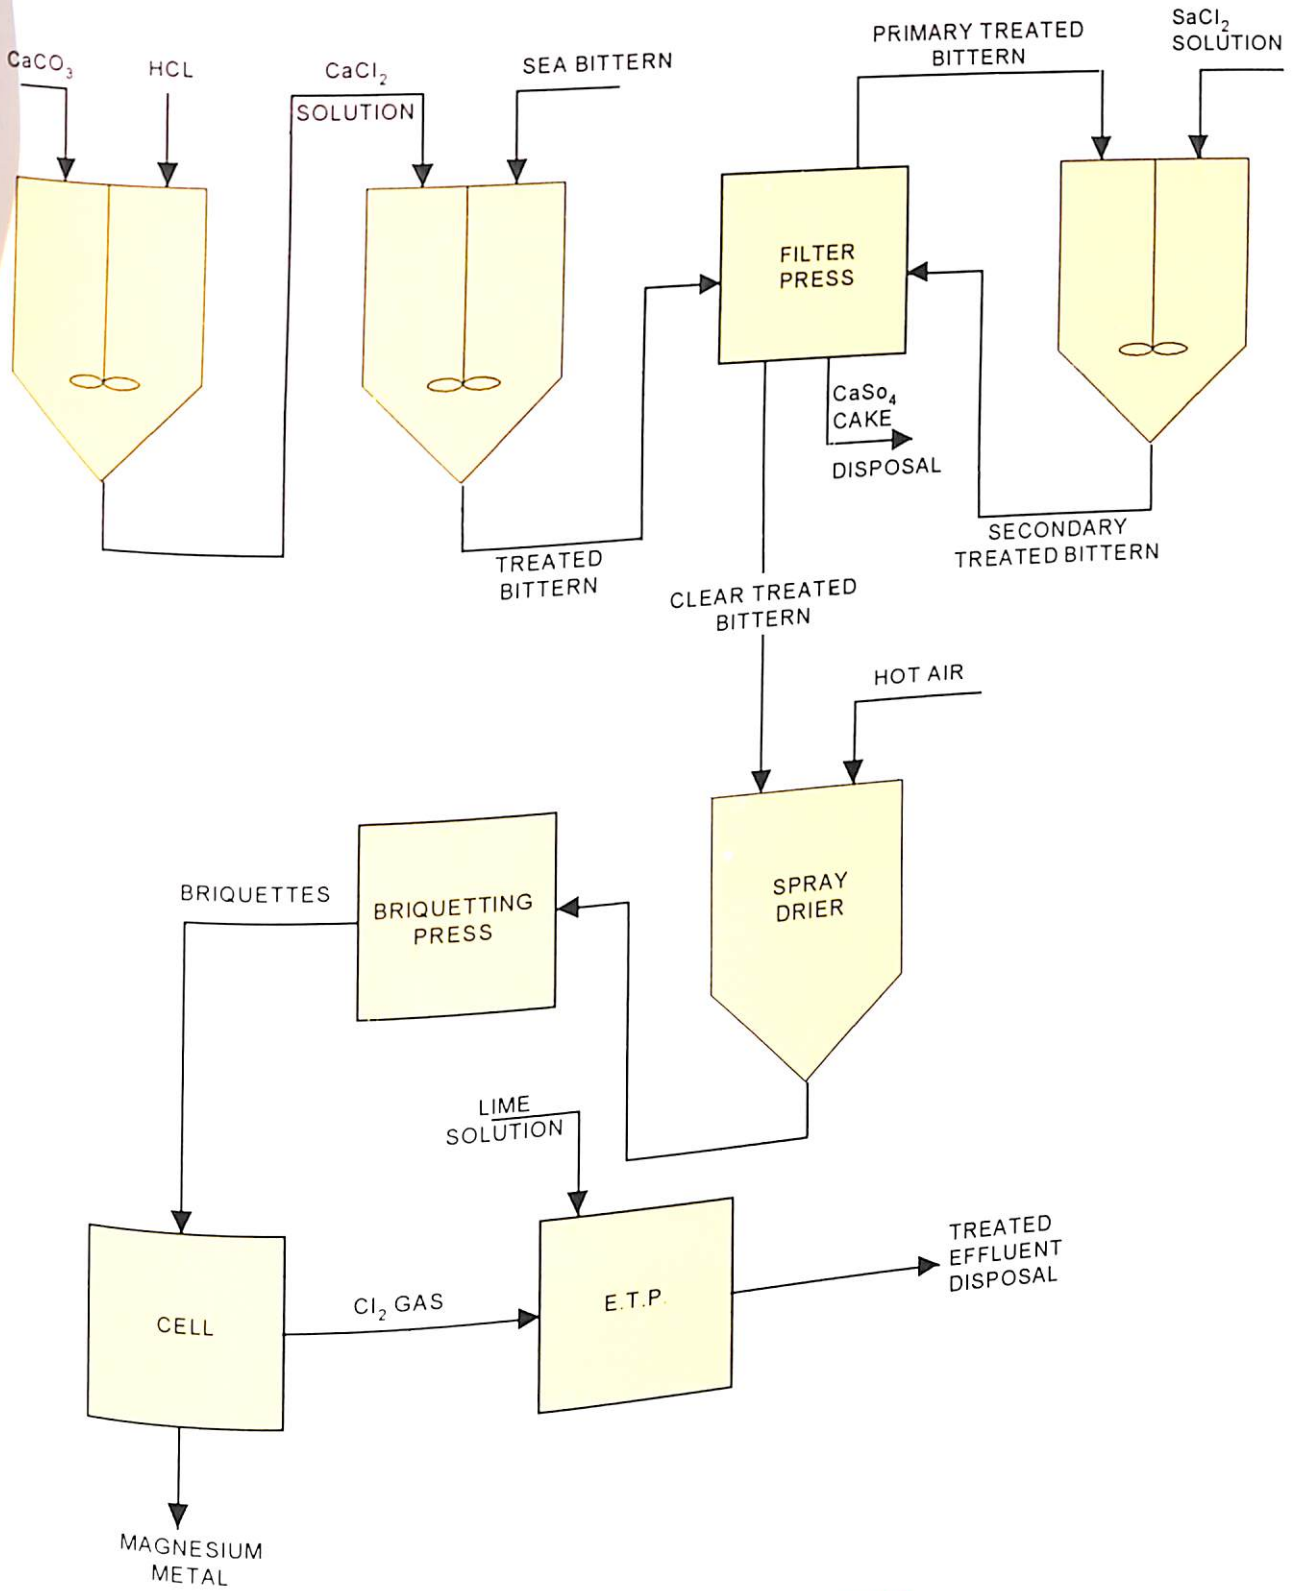 CaCO₃
HCL
CaCl₂
SOLUTION
SEA BITTERN
PRIMARY TREATED
BITTERN
SaCl₂
SOLUTION
FILTER
PRESS
CaSo₄
CAKE
DISPOSAL
TREATED
BITTERN
SECONDARY
TREATED BITTERN
CLEAR TREATED
BITTERN
HOT AIR
SPRAY
DRIER
BRIQUETTING
PRESS
BRIQUETTES
LIME
SOLUTION
CELL
Cl₂ GAS
E.T.P.
TREATED
EFFLUENT
DISPOSAL
MAGNESIUM
METAL